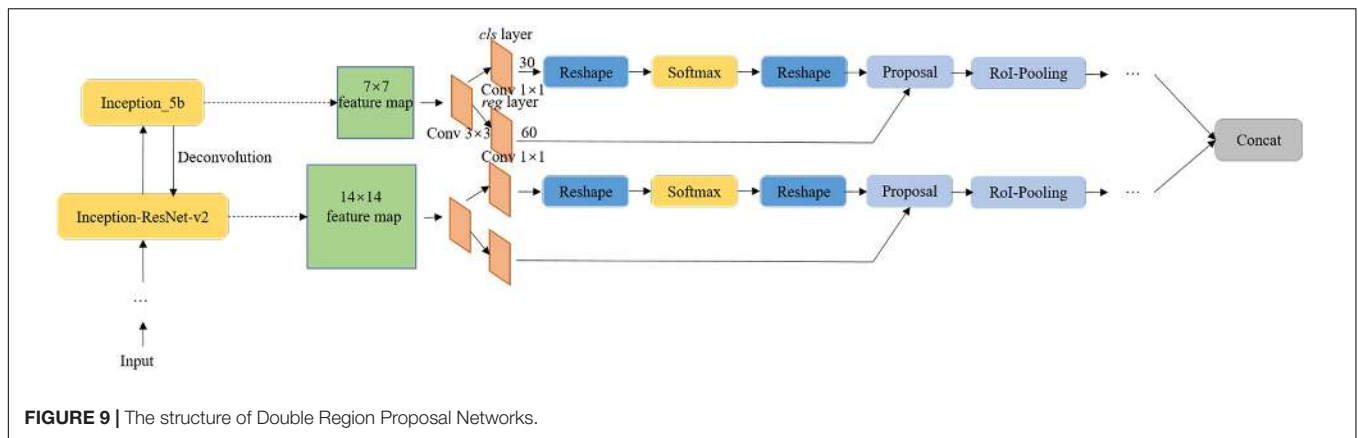 cls layer
30
Reshape
Softmax
Reshape
Proposal
RoI-Pooling
...
Conv 1×1
Inception_5b
7×7
feature map
reg layer
Conv 3×3
60
Conv 1×1
Deconvolution
Concat
Inception-ResNet-v2
14×14
feature map
Reshape
Softmax
Reshape
Proposal
RoI-Pooling
...
...
Input
FIGURE 9 | The structure of Double Region Proposal Networks.